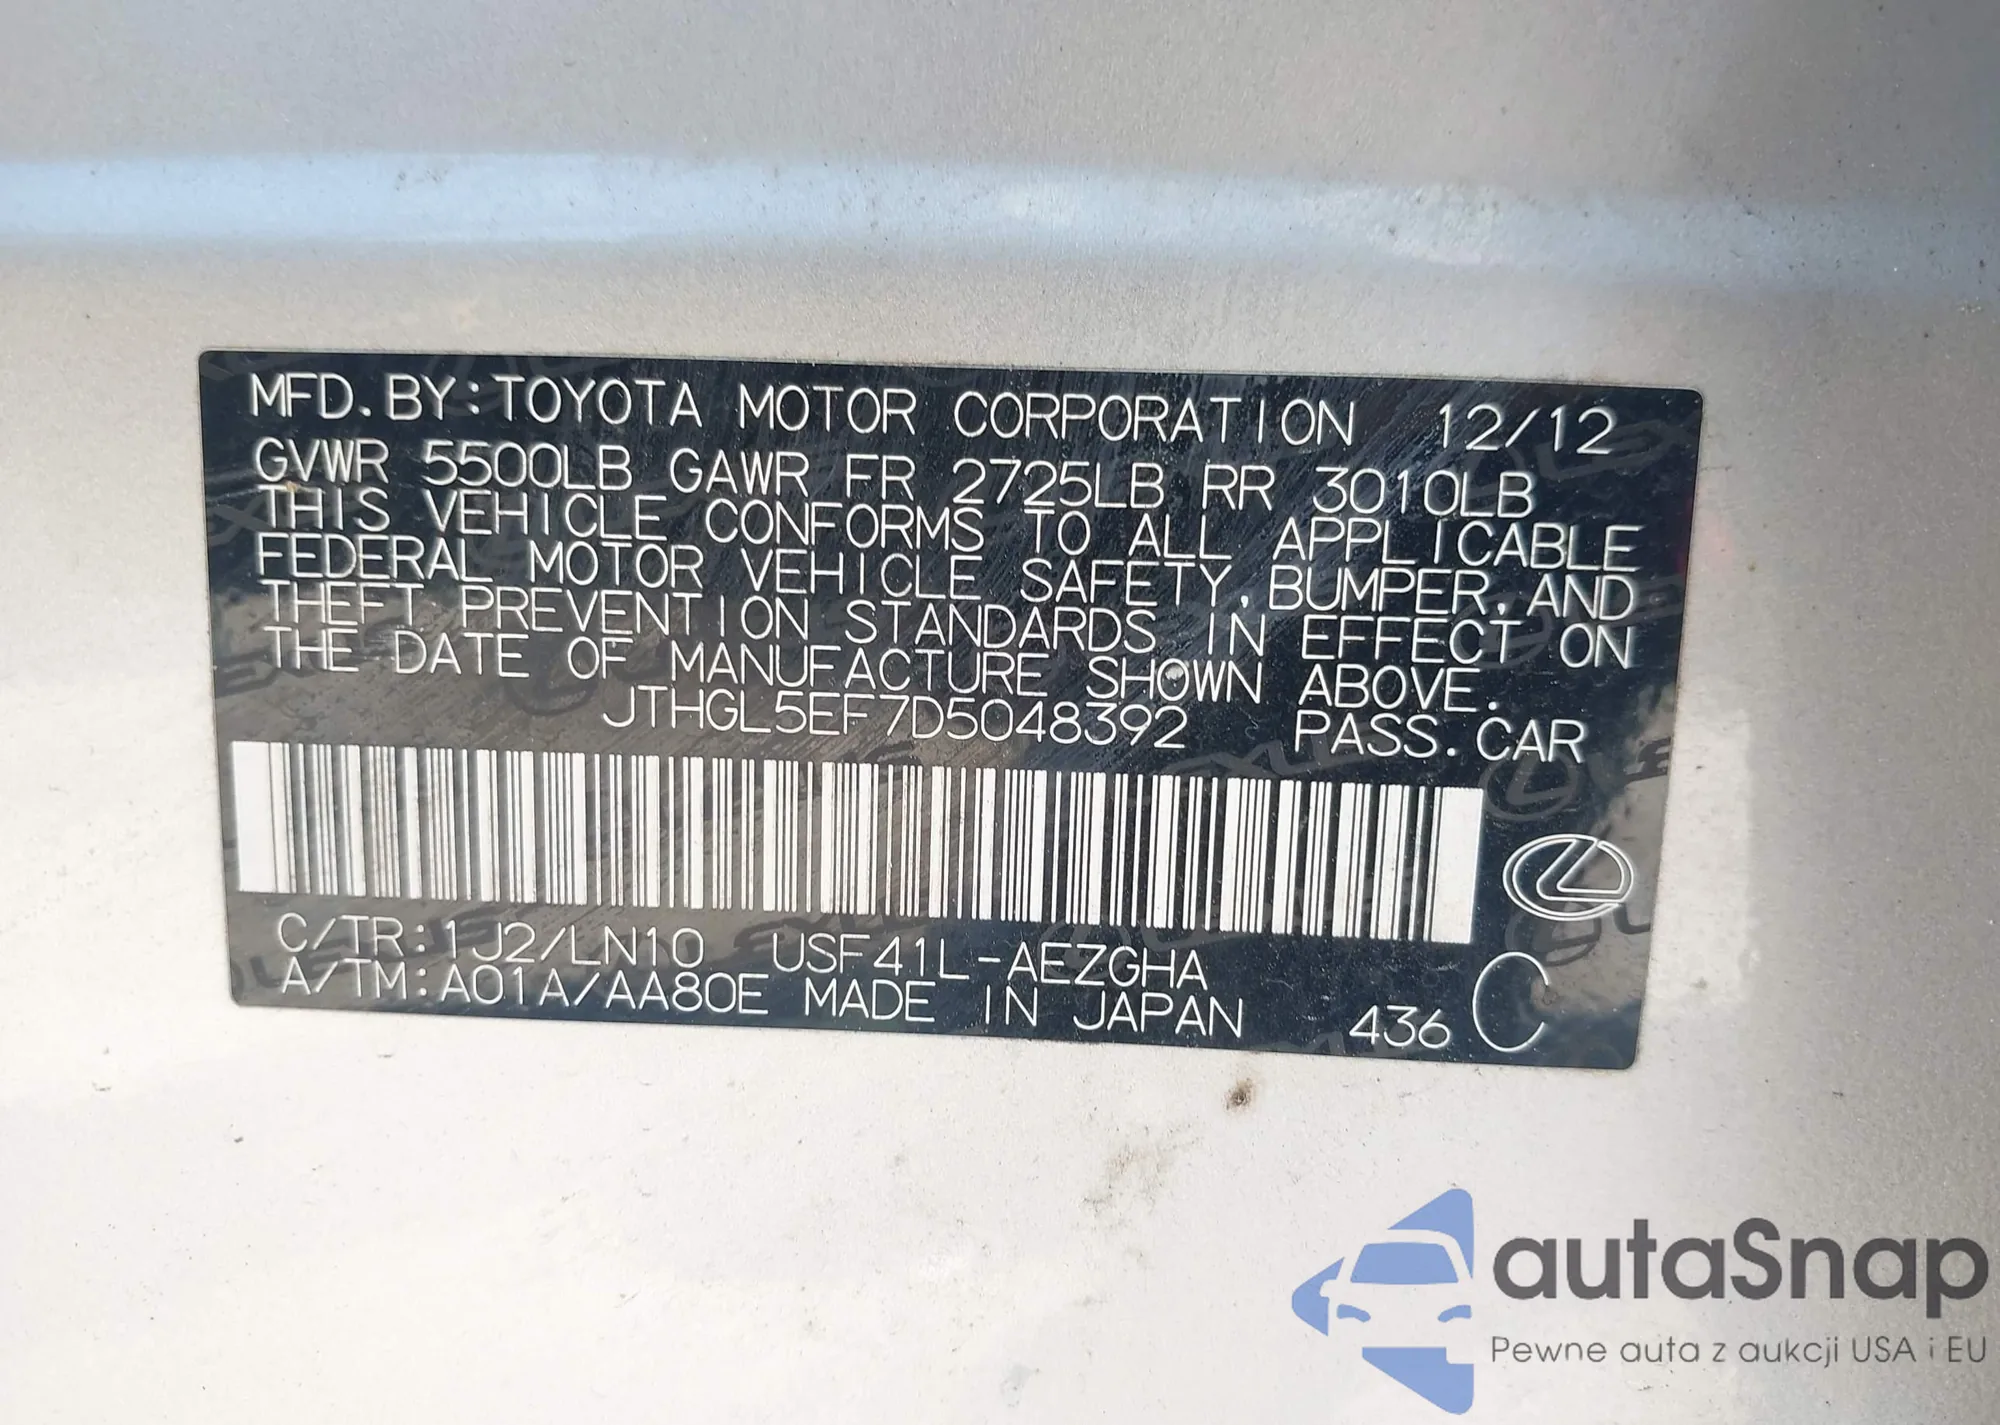 MFD. BY: TOYOTA MOTOR CORPORATION 12/12
GVWR 5500LB GAWR FR 2725LB RR 3010LB
THIS VEHICLE CONFORMS TO ALL APPLICABLE
FEDERAL MOTOR VEHICLE SAFETY, BUMPER, AND
THEFT PREVENTION STANDARDS IN EFFECT ON
THE DATE OF MANUFACTURE SHOWN ABOVE.
JTHGL5EF7D5048392 PASS. CAR
C/TR: 1J2/LN10 USF41L-AEZGHA
A/TM: A01A/AA80E MADE IN JAPAN 436 C
autaSnap
Pewne auta z aukcji USA i EU